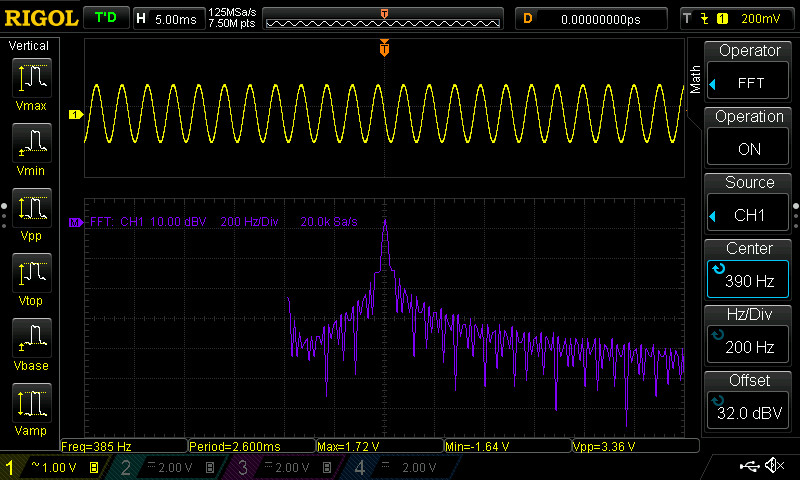 RIGOL T'D H 5.00ms 125MSa/s 7.50M pts T D 0.00000000ps T 1 200mV
Vertical
Vmax
Vmin
Vpp
Vtop
Vbase
Vamp
T
1
M FFT: CH1 10.00 dBV 200 Hz/Div 20.0k Sa/s
Math
Operator
FFT
Operation
ON
Source
CH1
Center
390 Hz
Hz/Div
200 Hz
Offset
32.0 dBV
Freq=385 Hz Period=2.600ms Max=1.72 V Min=-1.64 V Vpp=3.36 V
1 ~ 1.00 V B 2 2.00 V B 3 2.00 V B 4 2.00 V